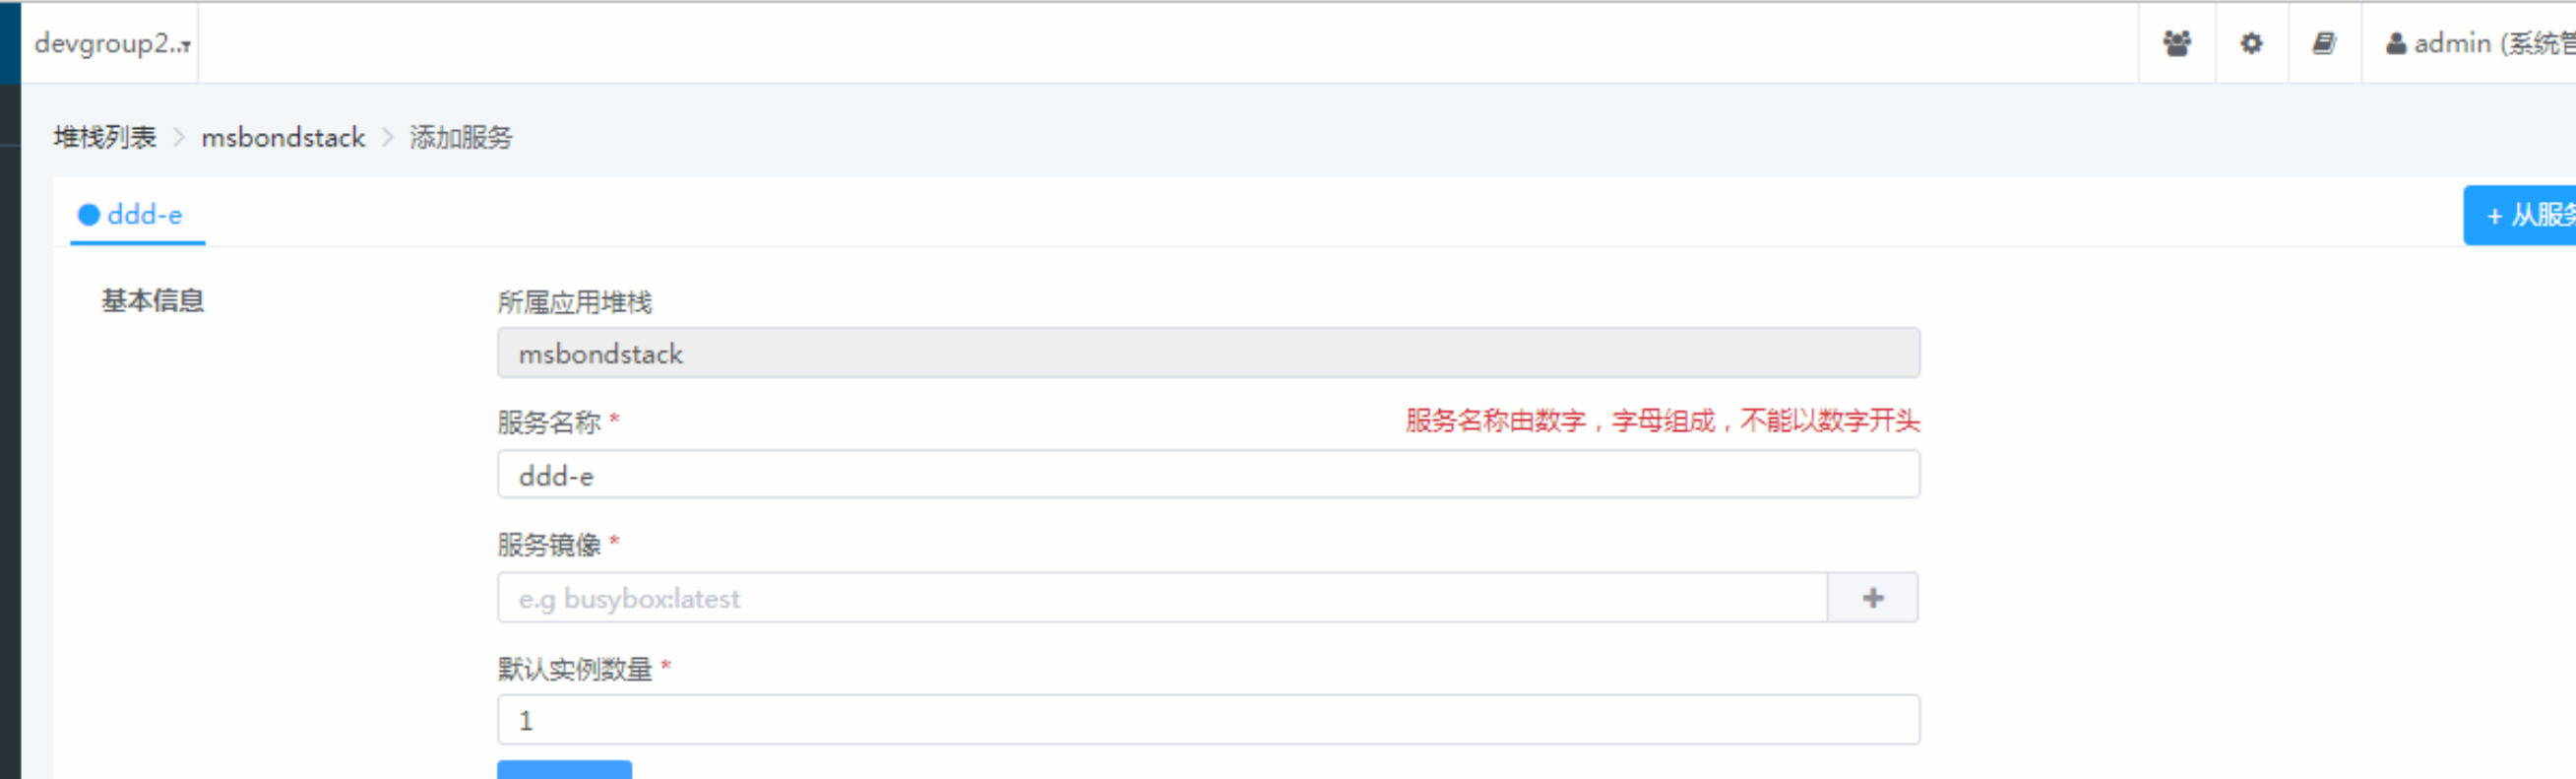 devgroup2..
admin (系统管
堆栈列表 > msbondstack > 添加服务
ddd-e
+ 从服务
基本信息
所属应用堆栈
msbondstack
服务名称 *
服务名称由数字，字母组成，不能以数字开头
ddd-e
服务镜像 *
e.g busybox:latest
默认实例数量 *
1